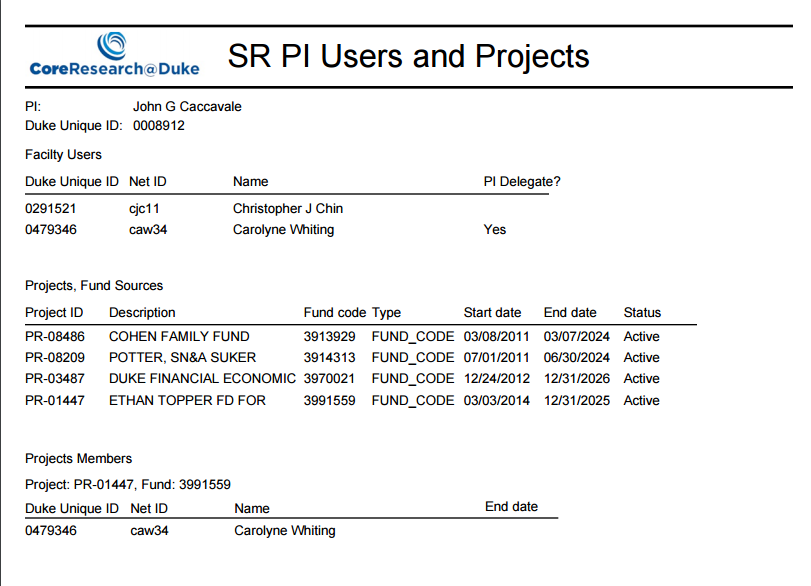 CoreResearch@Duke
SR PI Users and Projects
PI: John G Caccavale
Duke Unique ID: 0008912
Facilty Users
Duke Unique ID Net ID Name PI Delegate?
0291521 cjc11 Christopher J Chin
0479346 caw34 Carolyne Whiting Yes
Projects, Fund Sources
Project ID Description Fund code Type Start date End date Status
PR-08486 COHEN FAMILY FUND 3913929 FUND_CODE 03/08/2011 03/07/2024 Active
PR-08209 POTTER, SN&A SUKER 3914313 FUND_CODE 07/01/2011 06/30/2024 Active
PR-03487 DUKE FINANCIAL ECONOMIC 3970021 FUND_CODE 12/24/2012 12/31/2026 Active
PR-01447 ETHAN TOPPER FD FOR 3991559 FUND_CODE 03/03/2014 12/31/2025 Active
Projects Members
Project: PR-01447, Fund: 3991559
Duke Unique ID Net ID Name End date
0479346 caw34 Carolyne Whiting